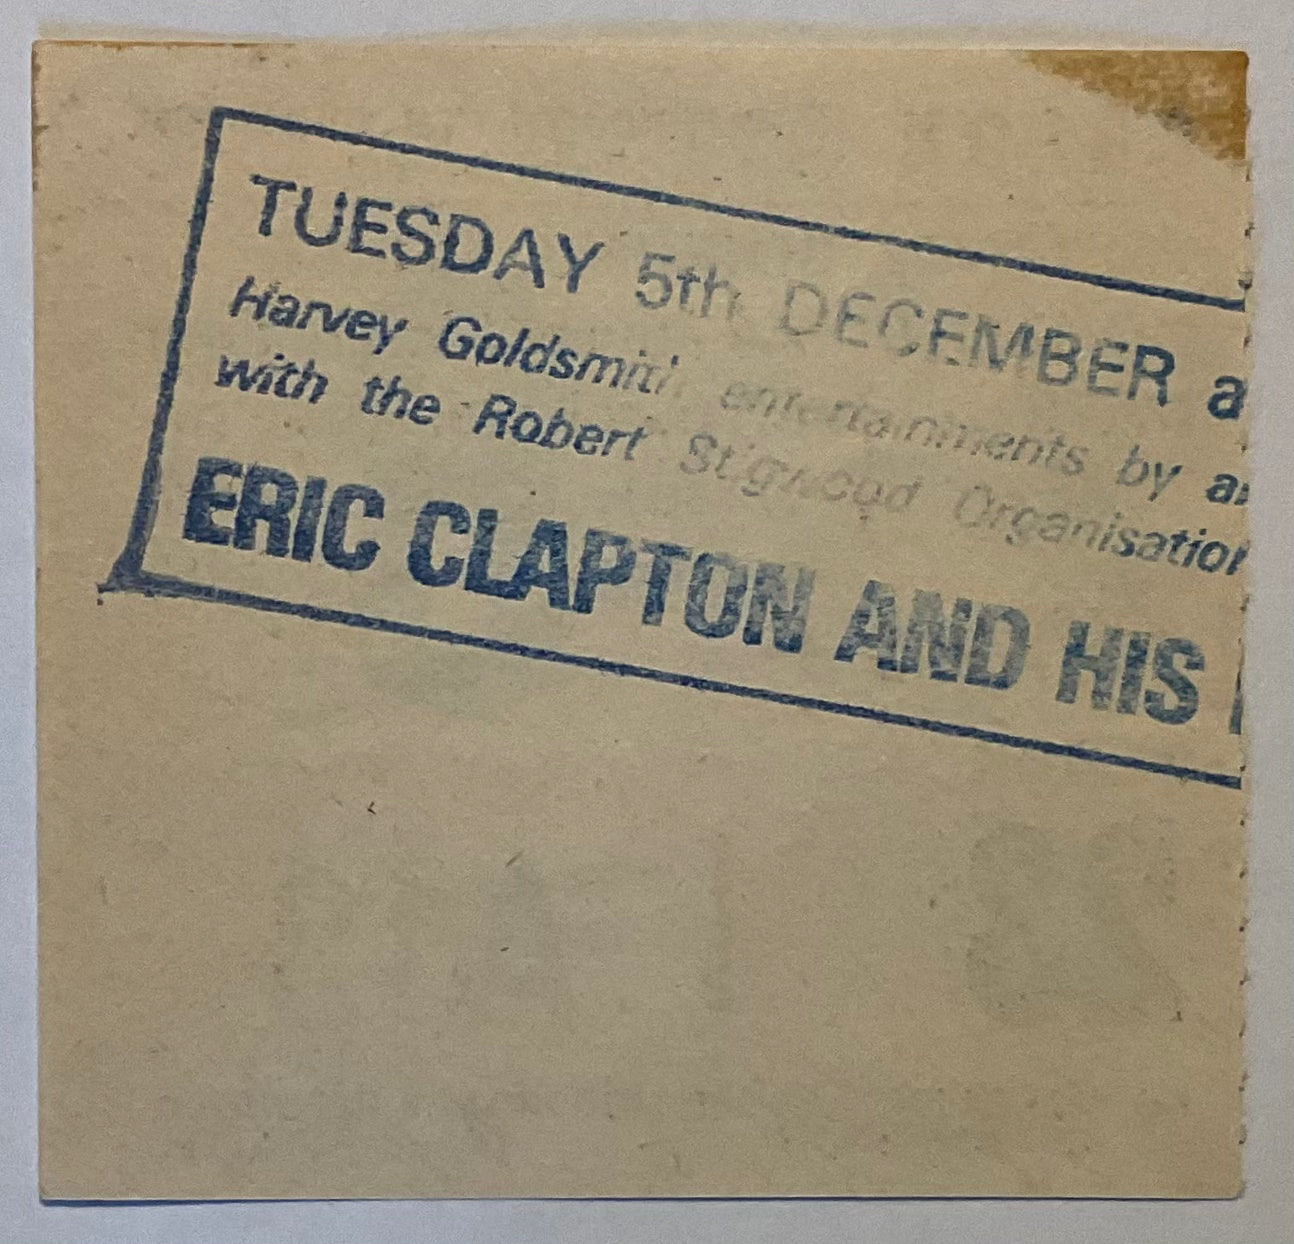 TUESDAY 5th DECEMBER a
Harvey Goldsmith entertainments by a
with the Robert Stigwood Organisation
ERIC CLAPTON AND HIS